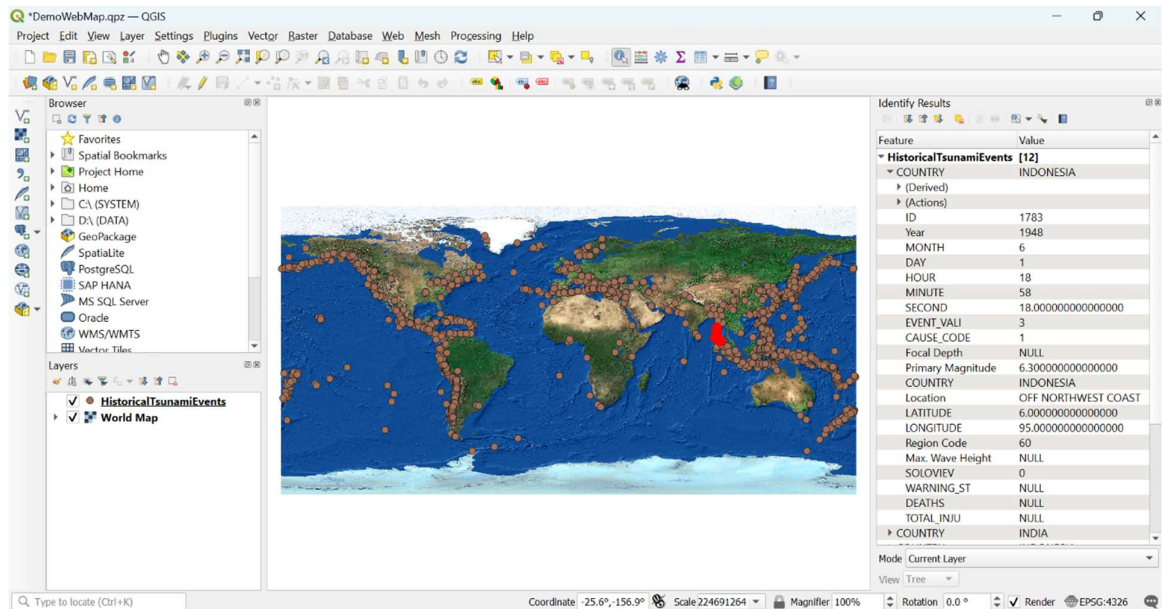 *DemoWebMap.qpz — QGIS
Project Edit View Layer Settings Plugins Vector Raster Database Web Mesh Processing Help
Browser
Favorites
Spatial Bookmarks
Project Home
Home
C:\ (SYSTEM)
D:\ (DATA)
GeoPackage
SpatiaLite
PostgreSQL
SAP HANA
MS SQL Server
Oracle
WMS/WMTS
Vector Tiles
Layers
HistoricalTsunamiEvents
World Map
Identify Results
Feature Value
HistoricalTsunamiEvents [12]
COUNTRY INDONESIA
(Derived)
(Actions)
ID 1783
Year 1948
MONTH 6
DAY 1
HOUR 18
MINUTE 58
SECOND 18.000000000000000
EVENT_VALI 3
CAUSE_CODE 1
Focal Depth NULL
Primary Magnitude 6.300000000000000
COUNTRY INDONESIA
Location OFF NORTHWEST COAST
LATITUDE 6.000000000000000
LONGITUDE 95.000000000000000
Region Code 60
Max. Wave Height NULL
SOLOVIEV 0
WARNING_ST NULL
DEATHS NULL
TOTAL_INJU NULL
COUNTRY INDIA
Mode Current Layer
View Tree
Type to locate (Ctrl+K) Coordinate -25.6°,-156.9° Scale 224691264 Magnifier 100% Rotation 0.0 ° Render EPSG:4326